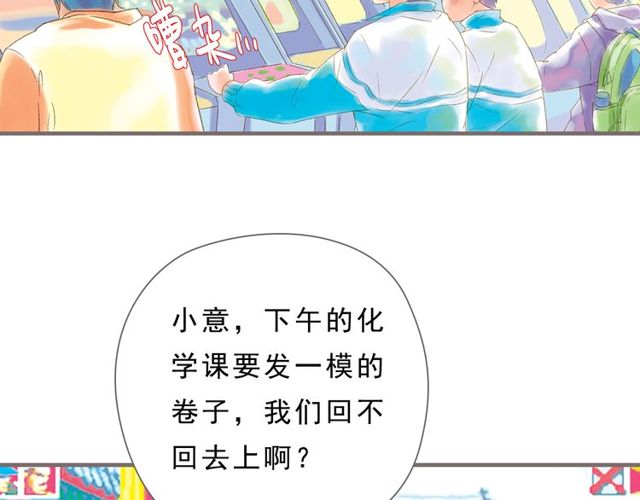 嘈杂…
小意，下午的化
学课要发一模的
卷子，我们回不
回去上啊？